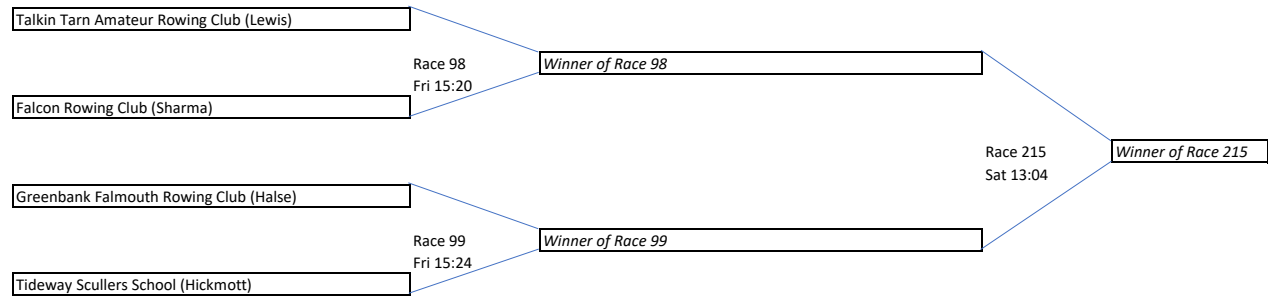 Talkin Tarn Amateur Rowing Club (Lewis)
Race 98
Fri 15:20
Winner of Race 98
Falcon Rowing Club (Sharma)
Race 215
Sat 13:04
Winner of Race 215
Greenbank Falmouth Rowing Club (Halse)
Race 99
Fri 15:24
Winner of Race 99
Tideway Scullers School (Hickmott)